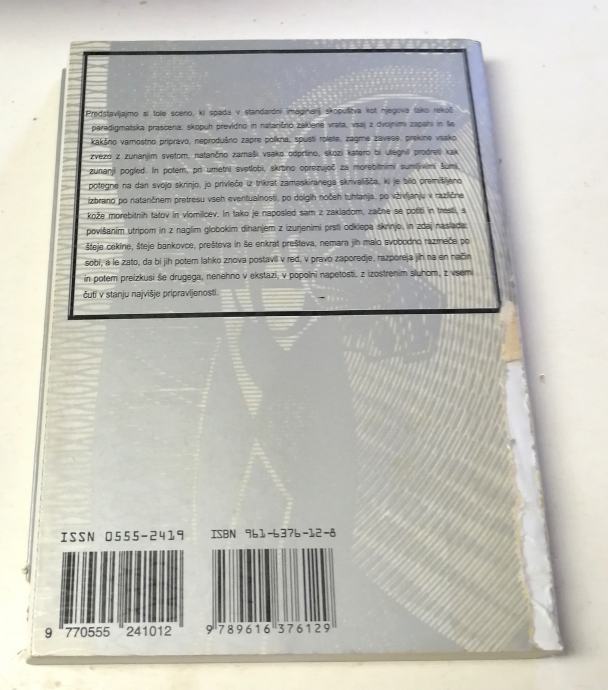 Predstavljajmo si tole sceno, ki spada v standardni imaginarij skopuštva kot njegova tako rekoč
paradigmatska prascena: skopuh previdno in natančno zaklene vrata, vsaj z dvojnimi zapahi in še
kakšno varnostno pripravo, neprodušno zapre polkna, spusti rolete, zagrne zavese, prekine vsako
zvezo z zunanjim svetom, natančno zamaši vsako odprtino, skozi katero bi utegnil prodreti kak
zunanji pogled. In potem, pri umetni svetlobi, skrbno oprezujoč za morebitnimi sumljivimi šumi,
potegne na dan svojo skrinjo, jo privleče iz trikrat zamaskiranega skrivališča, ki je bilo premišljeno
izbrano po natančnem pretresu vseh eventualnosti, po dolgih nočeh tuhtanja, po vživljanju v različne
kože morebitnih tatov in vlomilcev. In tako je naposled sam z zakladom, začne se potiti in tresti, s
povišanim utripom in z naglim globokim dihanjem z izurjenimi prsti odklepa skrinjo, in zdaj naslada:
šteje cekine, šteje bankovce, prešteva in še enkrat prešteva, nemara jih malo svobodno razmeče po
sobi, a le zato, da bi jih potem lahko znova postavil v red, v pravo zaporedje, razporeja jih na en način
in potem preizkusi še drugega, nenehno v ekstazi, v popolni napetosti, z izostrenim sluhom, z vsemi
čuti v stanju najvišje pripravljenosti.
ISSN 0555-2419
ISBN 961-6376-12-8
9 770555 241012
9 789616 376129